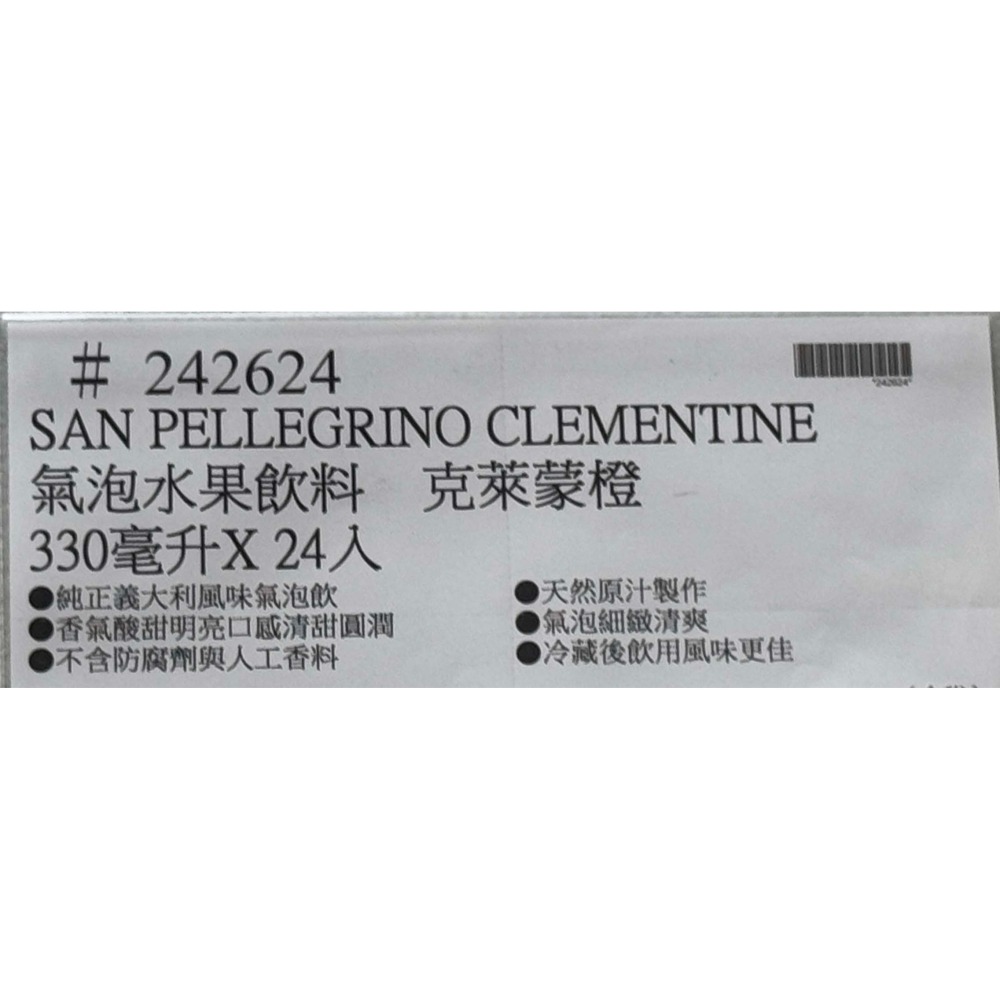 # 242624
*242624*
SAN PELLEGRINO CLEMENTINE
氣泡水果飲料　克萊蒙橙
330毫升X 24入
●純正義大利風味氣泡飲
●香氣酸甜明亮口感清甜圓潤
●不含防腐劑與人工香料
●天然原汁製作
●氣泡細緻清爽
●冷藏後飲用風味更佳